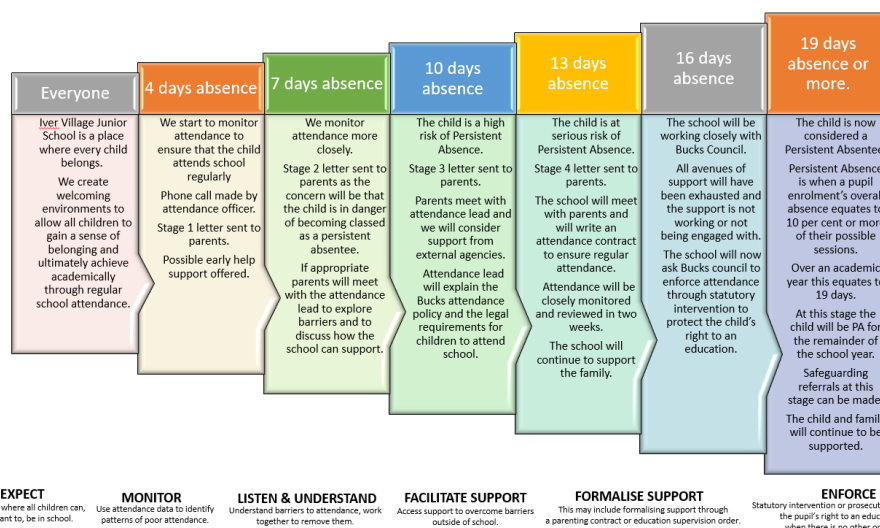 Everyone
Iver Village Junior
School is a place
where every child
belongs.
We create
welcoming
environments to
allow all children to
gain a sense of
belonging and
ultimately achieve
academically
through regular
school attendance.
4 days absence
We start to monitor
attendance to
ensure that the child
attends school
regularly
Phone call made by
attendance officer.
Stage 1 letter sent to
parents.
Possible early help
support offered.
7 days absence
We monitor
attendance more
closely.
Stage 2 letter sent to
parents as the
concern will be that
the child is in danger
of becoming classed
as a persistent
absentee.
If appropriate
parents will meet
with the attendance
lead to explore
barriers and to
discuss how the
school can support.
10 days
absence
The child is a high
risk of Persistent
Absence.
Stage 3 letter sent to
parents.
Parents meet with
attendance lead and
we will consider
support from
external agencies.
Attendance lead
will explain the
Bucks attendance
policy and the legal
requirements for
children to attend
school.
13 days
absence
The child is at
serious risk of
Persistent Absence.
Stage 4 letter sent to
parents.
The school will meet
with parents and
will write an
attendance contract
to ensure regular
attendance.
Attendance will be
closely monitored
and reviewed in two
weeks.
The school will
continue to support
the family.
16 days
absence
The school will be
working closely with
Bucks Council.
All avenues of
support will have
been exhausted and
the support is not
working or not
being engaged with.
The school will now
ask Bucks council to
enforce attendance
through statutory
intervention to
protect the child's
right to an
education.
19 days
absence or
more.
The child is now
considered a
Persistent Absentee
Persistent Absence
is when a pupil
enrolment's overal
absence equates to
10 per cent or more
of their possible
sessions.
Over an academic
year this equates to
19 days.
At this stage the
child will be PA for
the remainder of
the school year.
Safeguarding
referrals at this
stage can be made
The child and famil
will continue to be
supported.
EXPECT
where all children can,
ant to, be in school.
MONITOR
Use attendance data to identify
patterns of poor attendance.
LISTEN & UNDERSTAND
Understand barriers to attendance, work
together to remove them.
FACILITATE SUPPORT
Access support to overcome barriers
outside of school.
FORMALISE SUPPORT
This may include formalising support through
a parenting contract or education supervision order.
ENFORCE
Statutory intervention or prosecut
the pupil's right to an educ
when there is no other o